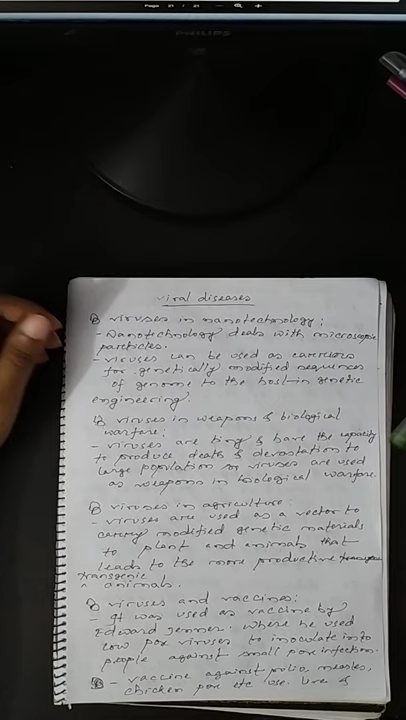 Page 21 / 21
PHILIPS
viral diseases
viruses in nanotechnology:
- Nanotechnology deals with microscopic
particles.
- viruses can be used as carriers
for genetically modified sequences
of genome to the host in genetic
engineering.
viruses in weapons & biological
warfare:
- viruses are tiny & have the capacity
to produce death & devastation to
large population so viruses are used
as weapons in biological warfare.
viruses in agriculture:
- viruses are used as a vector to
carry modified genetic materials
to plant and animals that
leads to the more productive
transgenic
^ animals.
viruses and vaccines:
- It was used as vaccine by
Edward Jenner. where he used
cow pox viruses to inoculate into
people against small pox infection.
- vaccine against polio, measles,
chicken pox etc use. live &